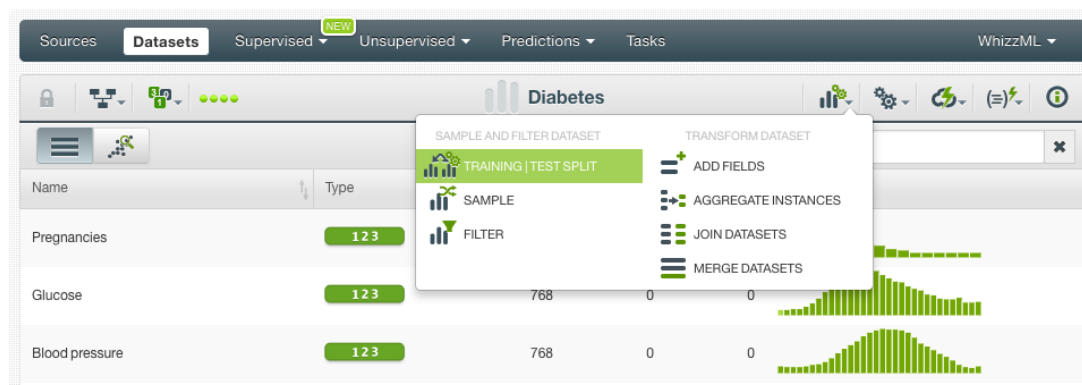 NEW
Sources Datasets Supervised Unsupervised Predictions Tasks WhizzML
Diabetes
SAMPLE AND FILTER DATASET TRANSFORM DATASET
TRAINING | TEST SPLIT ADD FIELDS
SAMPLE AGGREGATE INSTANCES
FILTER JOIN DATASETS
MERGE DATASETS
Name Type
Pregnancies 123
Glucose 123 768 0 0
Blood pressure 123 768 0 0